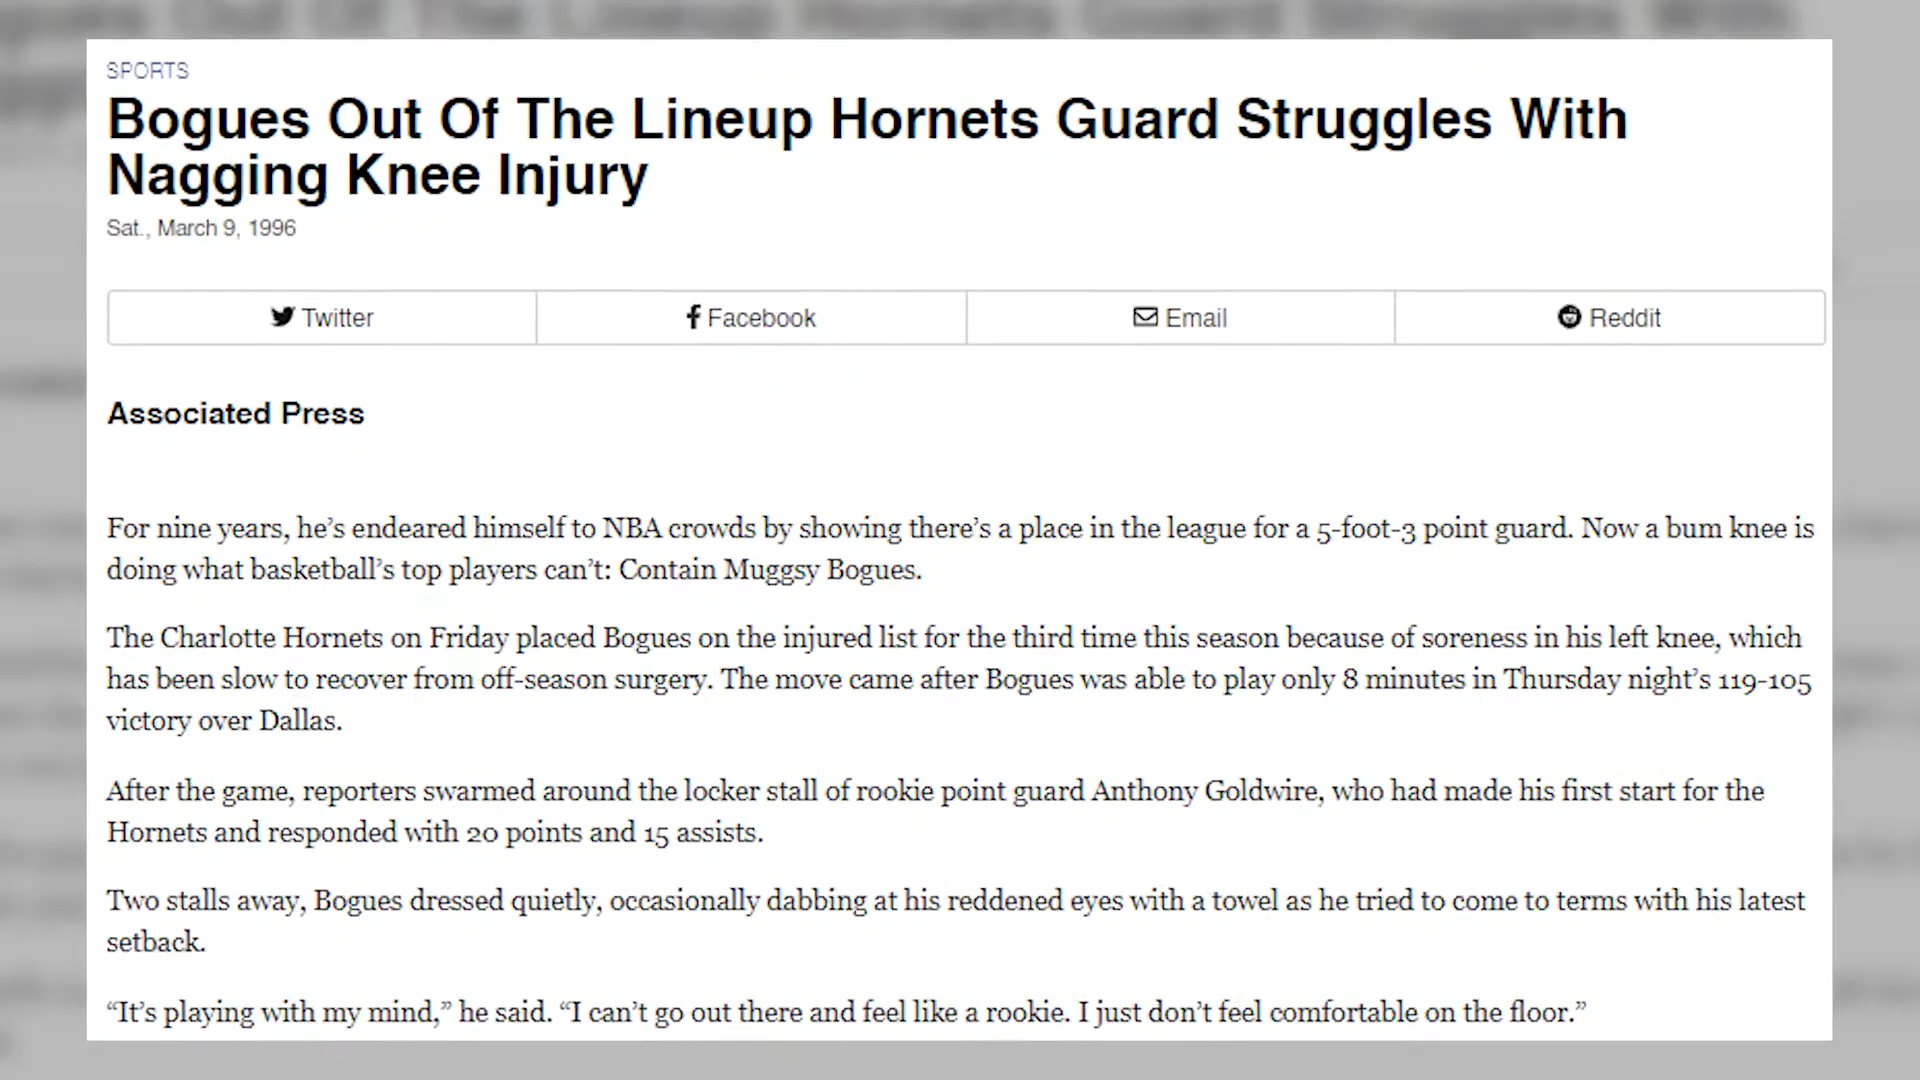 SPORTS
Bogues Out Of The Lineup Hornets Guard Struggles With
Nagging Knee Injury
Sat., March 9, 1996
Twitter
Facebook
Email
Reddit
Associated Press
For nine years, he’s endeared himself to NBA crowds by showing there’s a place in the league for a 5-foot-3 point guard. Now a bum knee is
doing what basketball’s top players can’t: Contain Muggsy Bogues.
The Charlotte Hornets on Friday placed Bogues on the injured list for the third time this season because of soreness in his left knee, which
has been slow to recover from off-season surgery. The move came after Bogues was able to play only 8 minutes in Thursday night’s 119-105
victory over Dallas.
After the game, reporters swarmed around the locker stall of rookie point guard Anthony Goldwire, who had made his first start for the
Hornets and responded with 20 points and 15 assists.
Two stalls away, Bogues dressed quietly, occasionally dabbing at his reddened eyes with a towel as he tried to come to terms with his latest
setback.
“It’s playing with my mind,” he said. “I can’t go out there and feel like a rookie. I just don’t feel comfortable on the floor.”